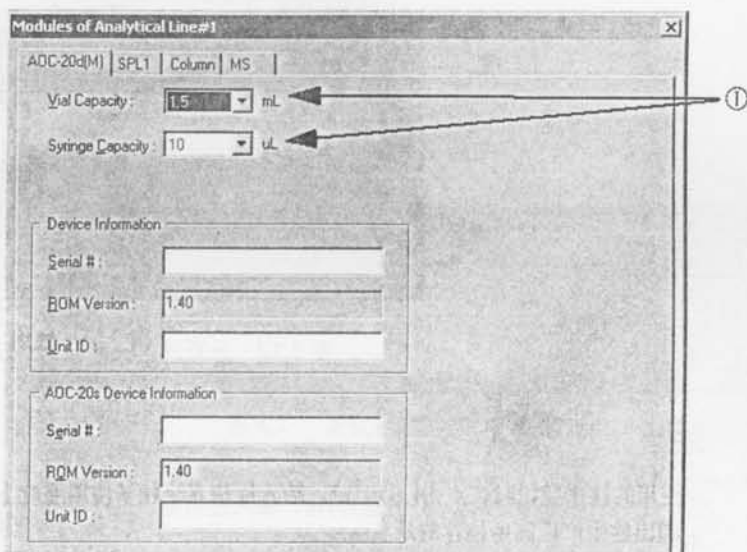 Modules of Analytical Line#1
AOC-20d(M) SPL1 Column MS
Vial Capacity : 1.5 mL
①
Syringe Capacity : 10 uL
Device Information
Serial # :
ROM Version : 1.40
Unit ID :
AOC-20s Device Information
Serial # :
ROM Version : 1.40
Unit ID :